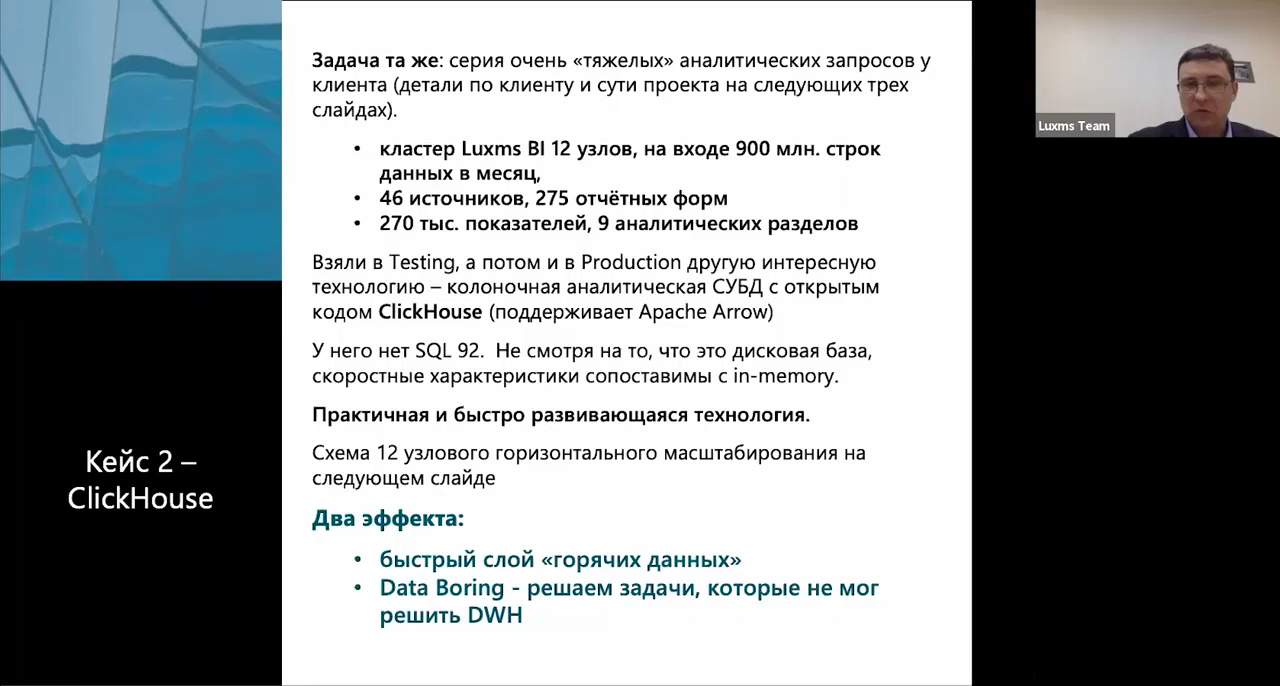 Задача та же: серия очень «тяжелых» аналитических запросов у
клиента (детали по клиенту и сути проекта на следующих трех
слайдах).
• кластер Luxms BI 12 узлов, на входе 900 млн. строк
данных в месяц,
• 46 источников, 275 отчётных форм
• 270 тыс. показателей, 9 аналитических разделов
Взяли в Testing, а потом и в Production другую интересную
технологию – колоночная аналитическая СУБД с открытым
кодом ClickHouse (поддерживает Apache Arrow)
У него нет SQL 92. Не смотря на то, что это дисковая база,
скоростные характеристики сопоставимы с in-memory.
Практичная и быстро развивающаяся технология.
Схема 12 узлового горизонтального масштабирования на
следующем слайде
Два эффекта:
• быстрый слой «горячих данных»
• Data Boring - решаем задачи, которые не мог
решить DWH
Кейс 2 –
ClickHouse
Luxms Team